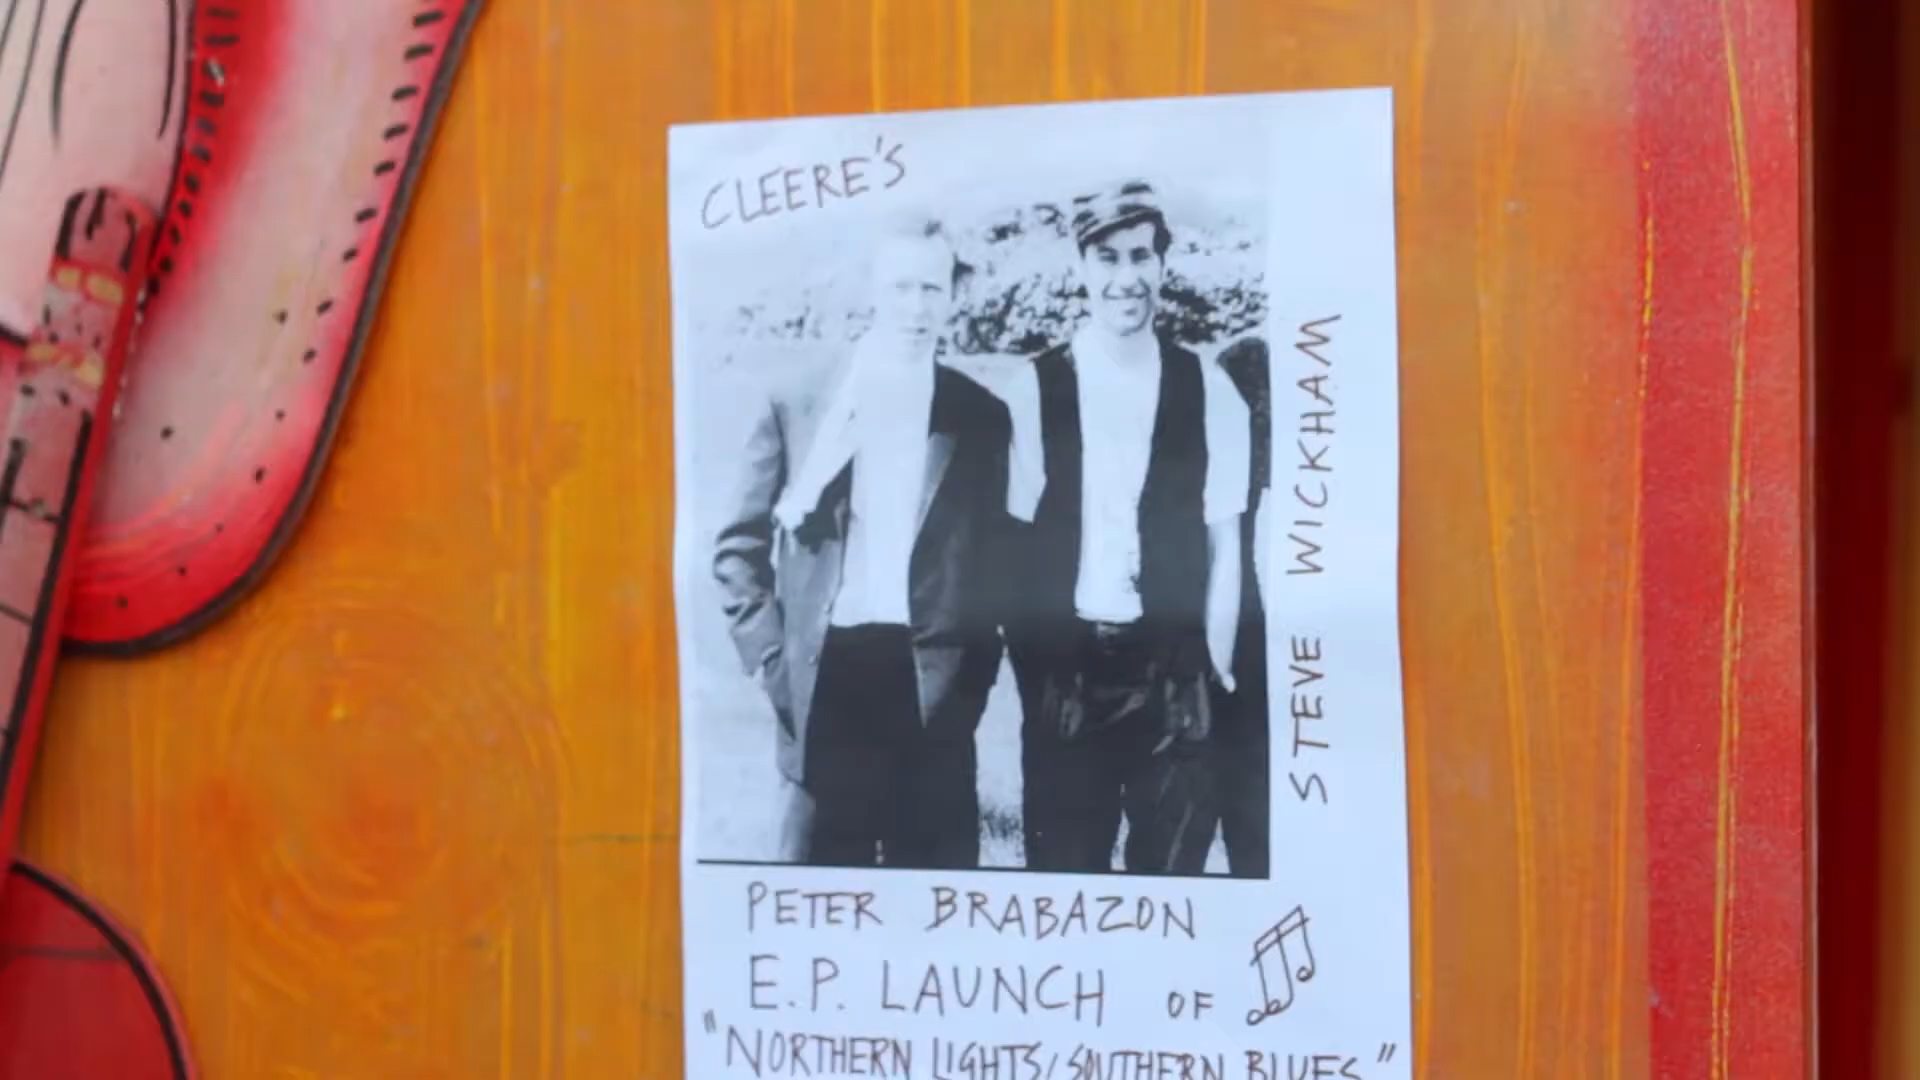 CLEERE'S
STEVE WICKHAM
PETER BRABAZON
E.P. LAUNCH OF
"NORTHERN LIGHTS/SOUTHERN BLUES"